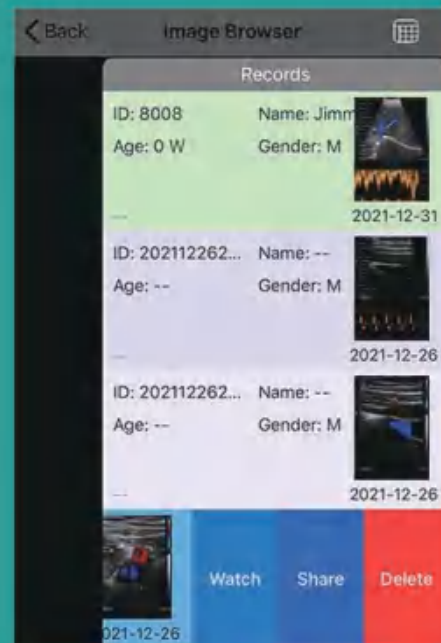 Back Image Browser
Records
ID: 8008 Name: Jimm
Age: 0 W Gender: M
--
2021-12-31
ID: 202112262... Name: --
Age: -- Gender: M
--
2021-12-26
ID: 202112262... Name: --
Age: -- Gender: M
--
2021-12-26
Watch Share Delete
021-12-26